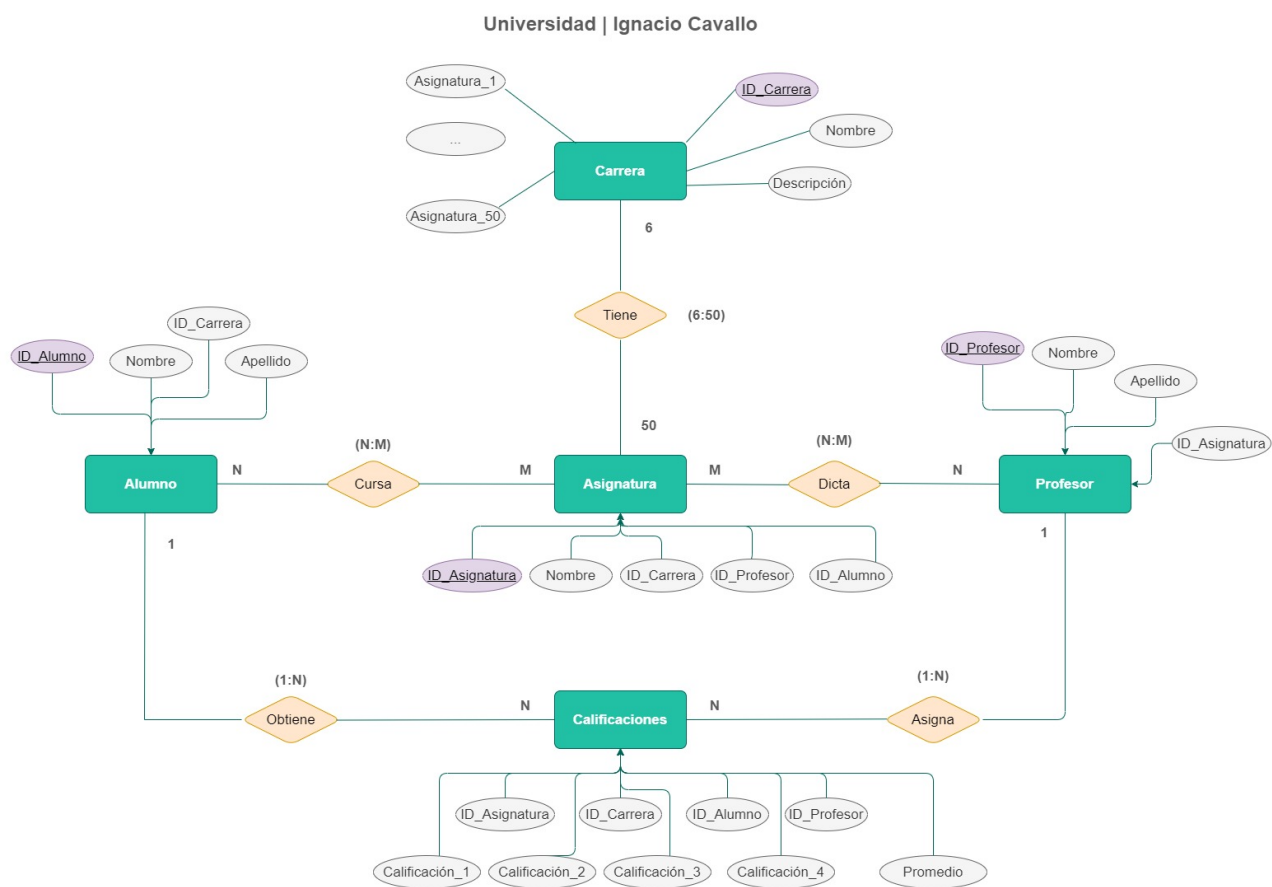 Universidad | Ignacio Cavallo
Asignatura_1
ID_Carrera
...
Nombre
Carrera
Descripción
Asignatura_50
6
Tiene
(6:50)
ID_Carrera
ID_Alumno
Nombre
Apellido
ID_Profesor
Nombre
Apellido
50
ID_Asignatura
(N:M)
(N:M)
Alumno
N
Cursa
M
Asignatura
M
Dicta
N
Profesor
1
1
ID_Asignatura
Nombre
ID_Carrera
ID_Profesor
ID_Alumno
(1:N)
(1:N)
Obtiene
N
Calificaciones
N
Asigna
ID_Asignatura
ID_Carrera
ID_Alumno
ID_Profesor
Calificación_1
Calificación_2
Calificación_3
Calificación_4
Promedio